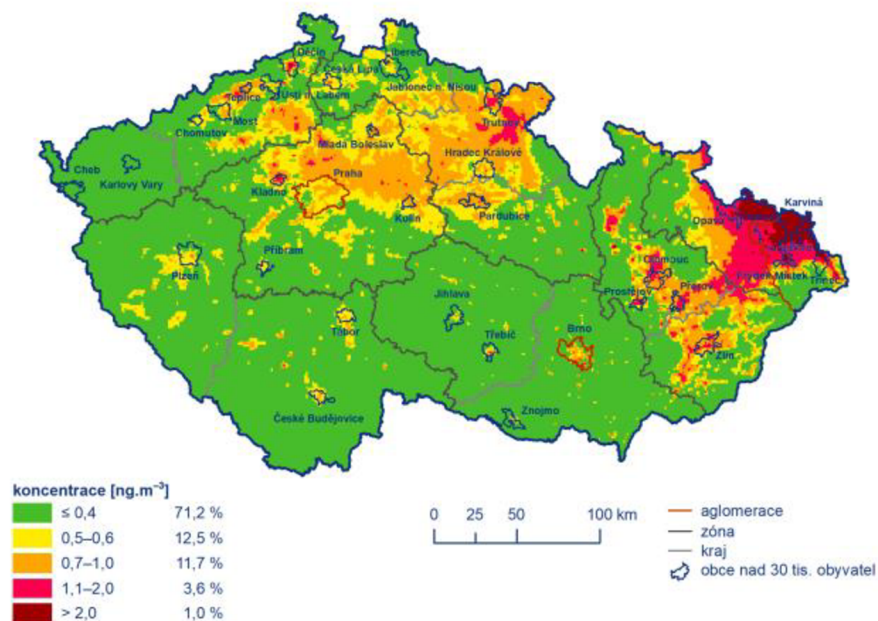 Děčín
Liberec
Česká Lípa
Jablonec n. Nisou
Teplice
Ústí n. Labem
Most
Chomutov
Trutnov
Mladá Boleslav
Hradec Králové
Cheb
Karlovy Vary
Praha
Kladno
Kolín
Pardubice
Karviná
Opava
Příbram
Plzeň
Olomouc
Frýdek Místek
Třinec
Prostějov
Přerov
Jihlava
Tábor
Třebíč
Brno
Zlín
České Budějovice
Znojmo
koncentrace [ng.m⁻³]
≤ 0,4 71,2 %
0,5–0,6 12,5 %
0,7–1,0 11,7 %
1,1–2,0 3,6 %
> 2,0 1,0 %
0 25 50 100 km
aglomerace
zóna
kraj
obce nad 30 tis. obyvatel